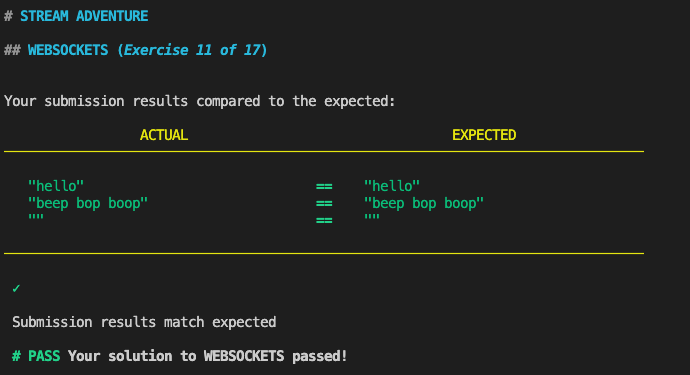 # STREAM ADVENTURE
## WEBSOCKETS (Exercise 11 of 17)
Your submission results compared to the expected:
ACTUAL EXPECTED
"hello" == "hello"
"beep bop boop" == "beep bop boop"
"" == ""
✓
Submission results match expected
# PASS Your solution to WEBSOCKETS passed!